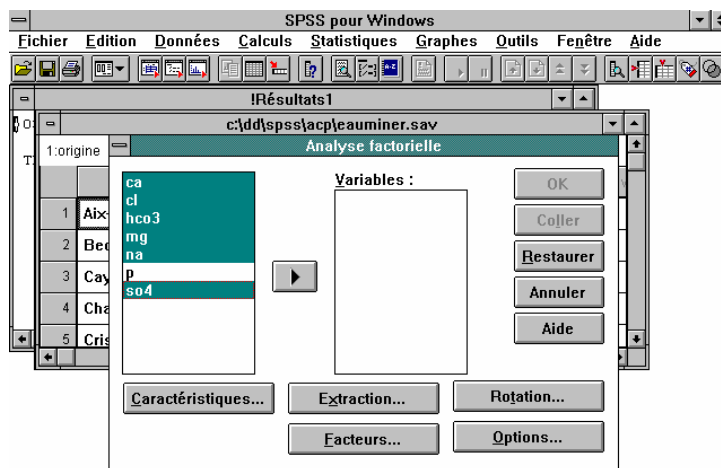 SPSS pour Windows
Fichier Edition Données Calculs Statistiques Graphes Outils Fenêtre Aide
!Résultats1
c:\dd\spss\acp\eauminer.sav
1:origine
Analyse factorielle
ca
cl
hco3
mg
na
p
so4
Variables :
OK
Coller
Restaurer
Annuler
Aide
1 Aix-
2 Bec
3 Cay
4 Cha
5 Cris
Caractéristiques...
Extraction...
Rotation...
Facteurs...
Options...